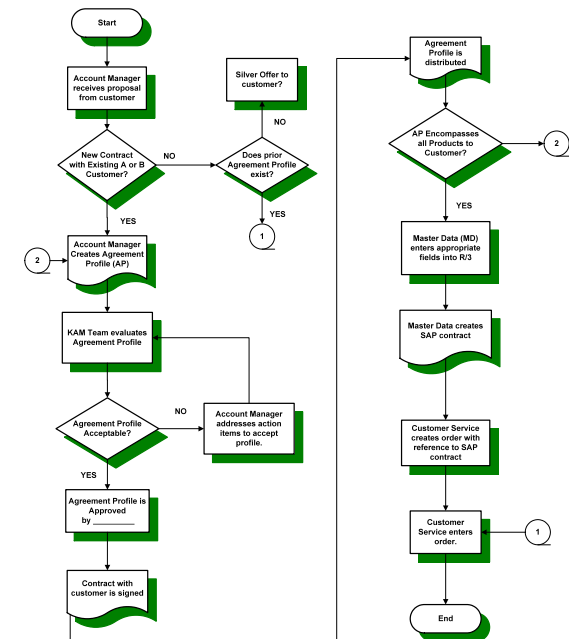 Start
Account Manager
receives proposal
from customer
New Contract
with Existing A or B
Customer?
NO
Does prior
Agreement Profile
exist?
NO
Silver Offer to
customer?
YES
1
YES
2
Account Manager
Creates Agreement
Profile (AP)
KAM Team evaluates
Agreement Profile
Agreement Profile
Acceptable?
NO
Account Manager
addresses action
items to accept
profile.
YES
Agreement Profile is
Approved
by _________
Contract with
customer is signed
Agreement
Profile is
distributed
AP Encompasses
all Products to
Customer?
2
YES
Master Data (MD)
enters appropriate
fields into R/3
Master Data creates
SAP contract
Customer Service
creates order with
reference to SAP
contract
Customer
Service enters
order.
1
End